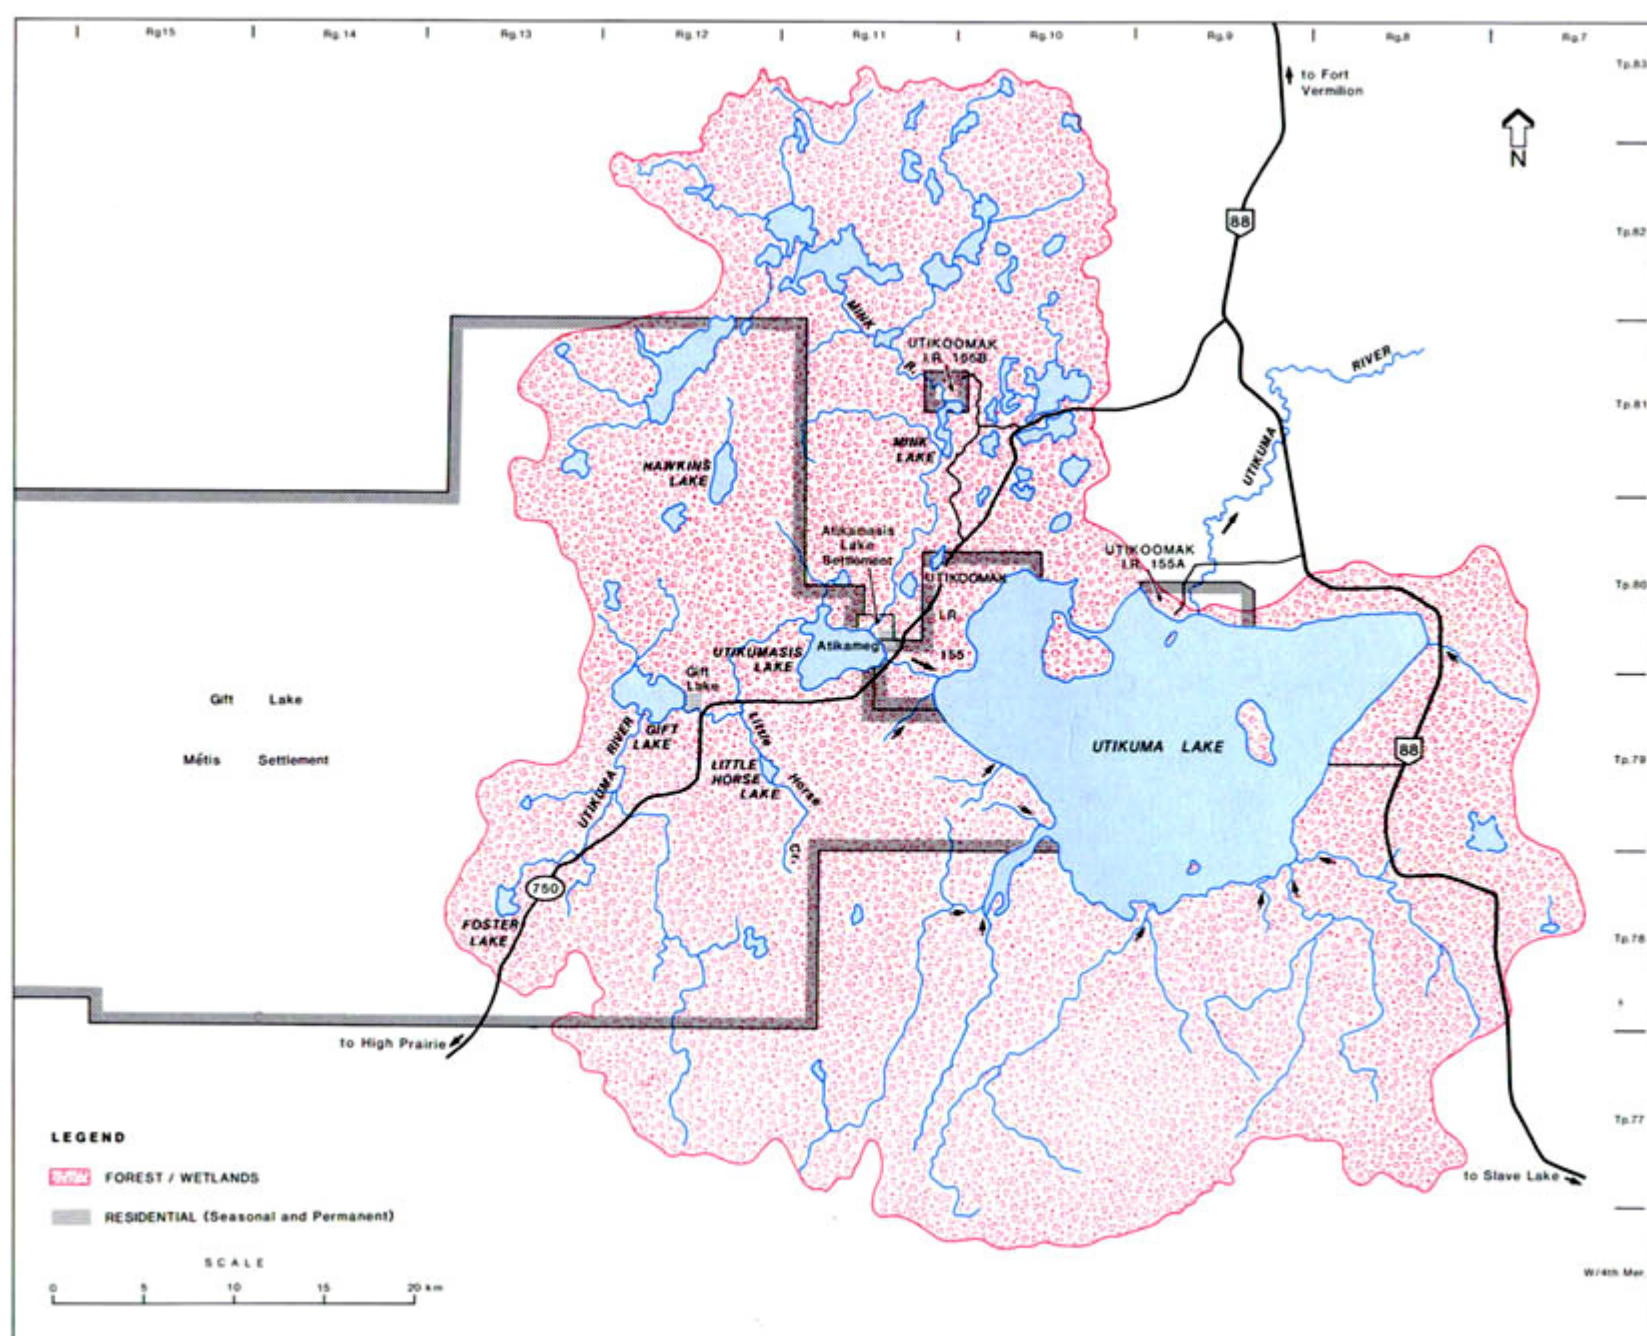 Rg.15
Rg.14
Rg.13
Rg.12
Rg.11
Rg.10
Rg.9
Rg.8
Rg.7
Tp.83
to Fort
Vermilion
N
88
Tp.82
MINK
R.
UTIKOOMAK
I.R. 155B
RIVER
UTIKUMA
Tp.81
MINK
LAKE
HAWKINS
LAKE
Atikamasis
Lake
Settlement
UTIKOOMAK
I.R. 155A
UTIKOOMAK
I.R.
155
Tp.80
Atikameg
UTIKUMASIS
LAKE
Gift
Lake
Gift Lake
Métis Settlement
RIVER
UTIKUMA
GIFT
LAKE
Little
Horse
Cr.
LITTLE
HORSE
LAKE
UTIKUMA LAKE
88
Tp.79
750
FOSTER
LAKE
Tp.78
to High Prairie
Tp.77
to Slave Lake
LEGEND
FOREST / WETLANDS
RESIDENTIAL (Seasonal and Permanent)
SCALE
0 5 10 20 km
W/4th Mer.